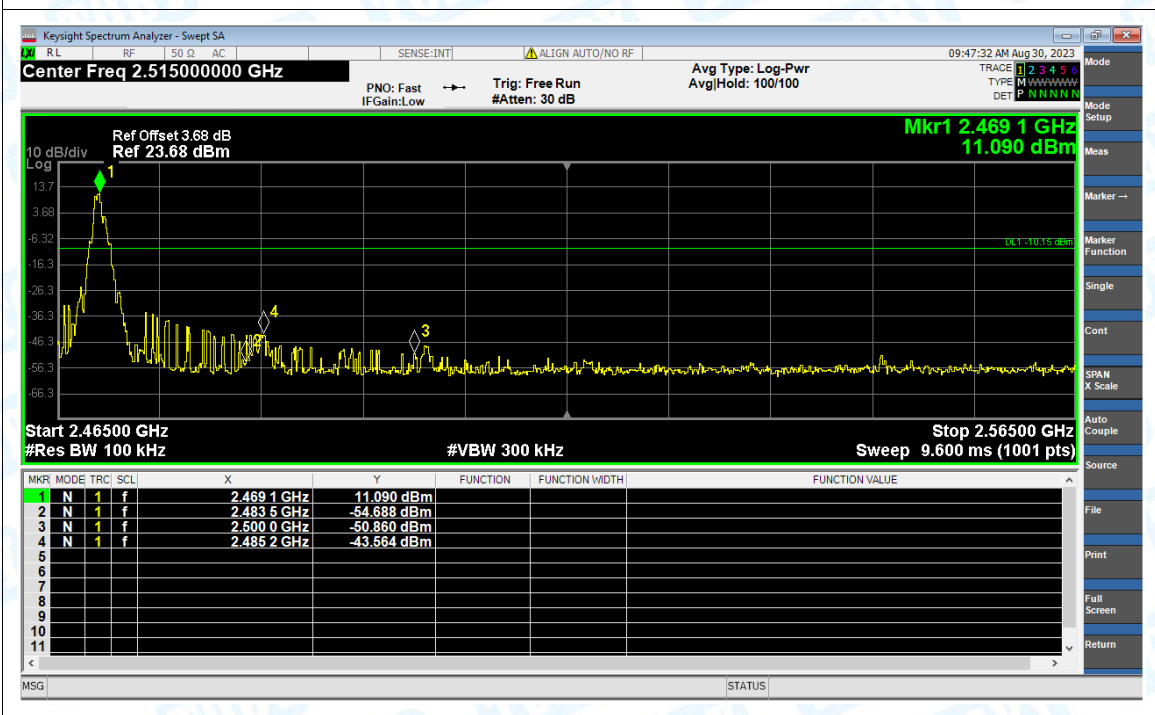 Keysight Spectrum Analyzer - Swept SA
LXI RL RF 50 Ω AC SENSE:INT ALIGN AUTO/NO RF 09:47:32 AM Aug 30, 2023
Center Freq 2.515000000 GHz
PNO: Fast
IFGain:Low
Trig: Free Run
#Atten: 30 dB
Avg Type: Log-Pwr
Avg|Hold: 100/100
TRACE 1 2 3 4 5 6
TYPE M WWWWW
DET P N N N N N
Ref Offset 3.68 dB
Ref 23.68 dBm
10 dB/div
Log
Mkr1 2.469 1 GHz
11.090 dBm
13.7
3.68
-6.32
-16.3
-26.3
-36.3
-46.3
-56.3
-66.3
1
2
4
3
DL1 -10.15 dBm
Start 2.46500 GHz
#Res BW 100 kHz
#VBW 300 kHz
Stop 2.56500 GHz
Sweep 9.600 ms (1001 pts)
MKR MODE TRC SCL X Y FUNCTION FUNCTION WIDTH FUNCTION VALUE
1 N 1 f 2.469 1 GHz 11.090 dBm
2 N 1 f 2.483 5 GHz -54.688 dBm
3 N 1 f 2.500 0 GHz -50.860 dBm
4 N 1 f 2.485 2 GHz -43.564 dBm
5
6
7
8
9
10
11
MSG STATUS
Mode
Mode
Setup
Meas
Marker →
Marker
Function
Single
Cont
SPAN
X Scale
Auto
Couple
Source
File
Print
Full
Screen
Return